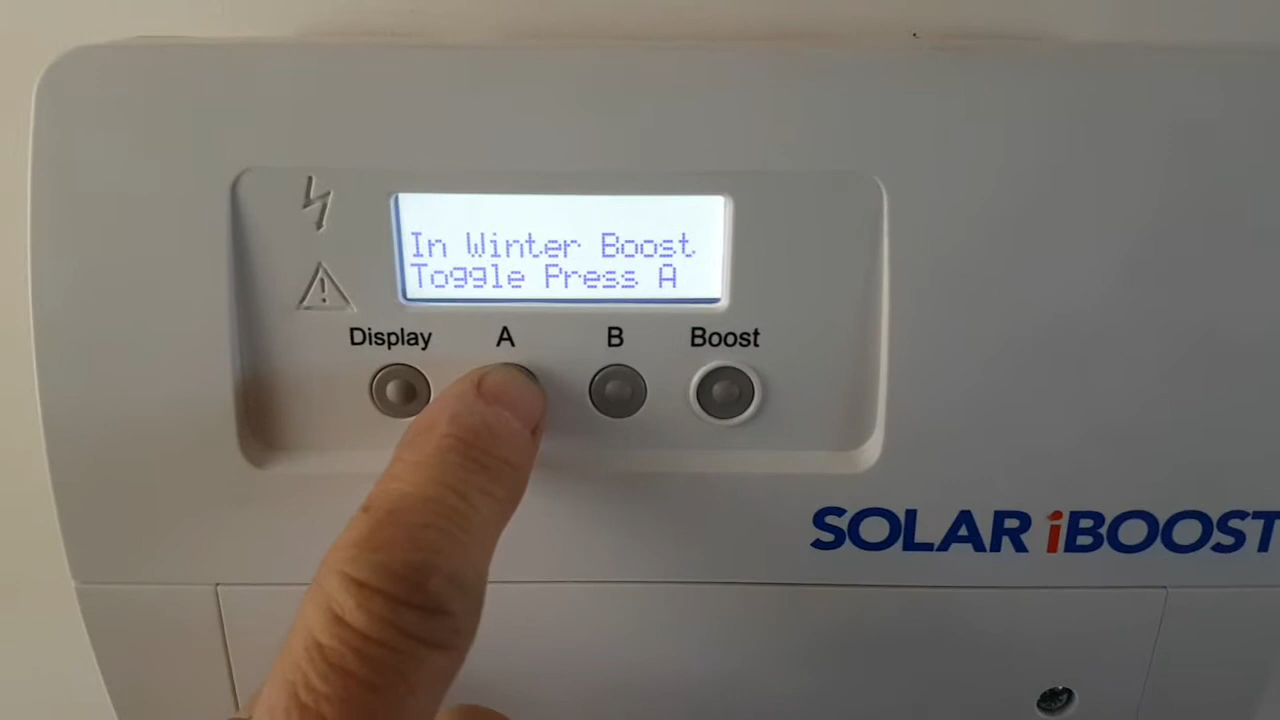 In Winter Boost
Toggle Press A
Display A B Boost
SOLAR iBOOST